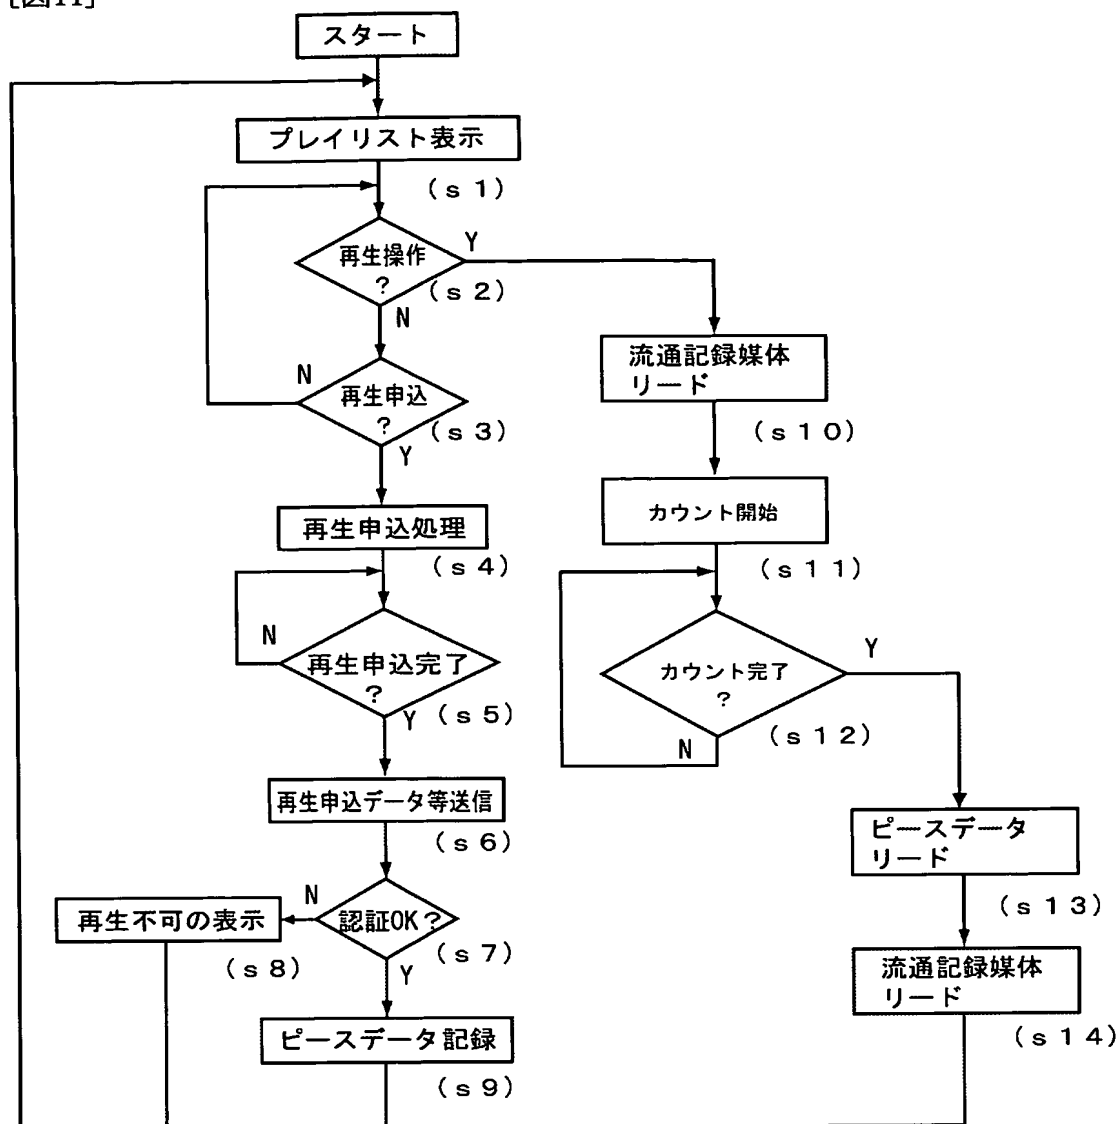 [図11]
スタート
プレイリスト表示
(s1)
再生操作
?
Y
(s2)
N
再生申込
?
N
(s3)
Y
再生申込処理
(s4)
再生申込完了
?
N
(s5)
Y
再生申込データ等送信
(s6)
認証OK?
N
(s7)
Y
再生不可の表示
(s8)
ピースデータ記録
(s9)
流通記録媒体
リード
(s10)
カウント開始
(s11)
カウント完了
?
Y
(s12)
N
ピースデータ
リード
(s13)
流通記録媒体
リード
(s14)